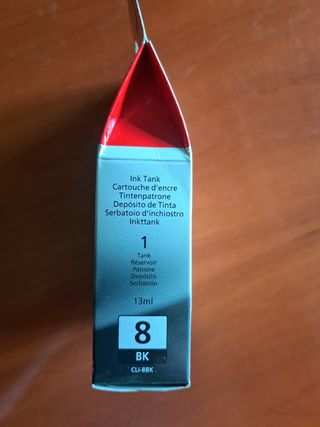 Ink Tank
Cartouche d'encre
Tintenpatrone
Depósito de Tinta
Serbatoio d'inchiostro
Inkttank
1
Tank
Réservoir
Patrone
Depósito
Serbatoio
13ml
8
BK
CLI-8BK